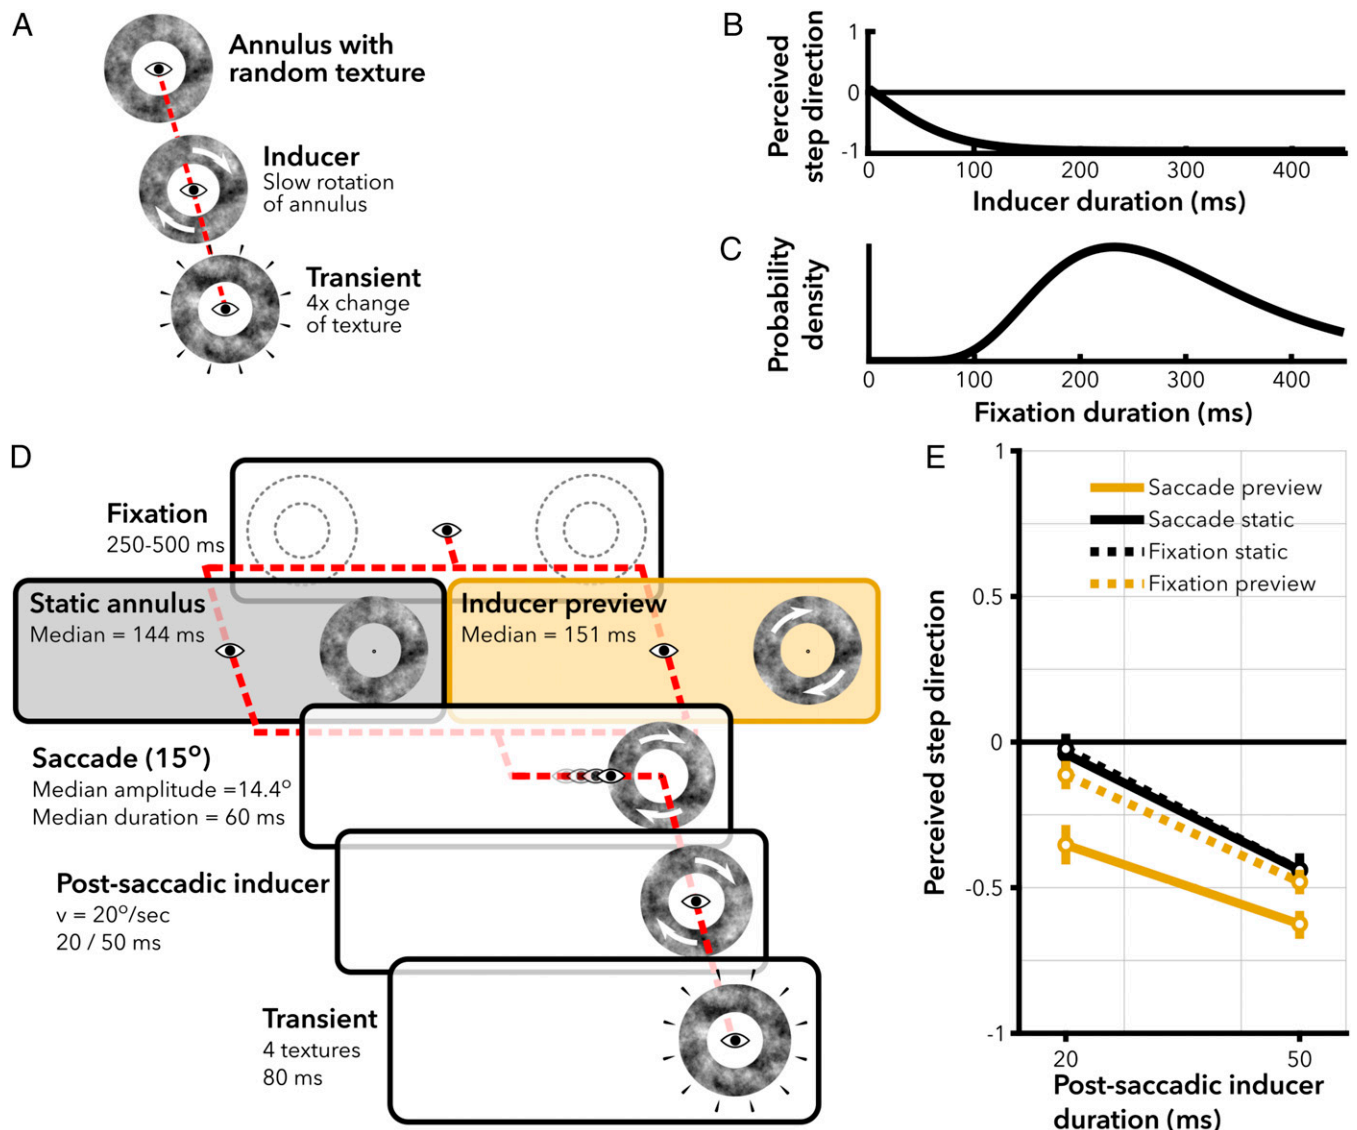 A
Annulus with
random texture
Inducer
Slow rotation
of annulus
Transient
4x change
of texture
B
Perceived
step direction
1
0
-1
0
100
200
300
400
Inducer duration (ms)
C
Probability
density
0
100
200
300
400
Fixation duration (ms)
D
Fixation
250-500 ms
Static annulus
Median = 144 ms
Inducer preview
Median = 151 ms
Saccade (15º)
Median amplitude =14.4º
Median duration = 60 ms
Post-saccadic inducer
v = 20º/sec
20 / 50 ms
Transient
4 textures
80 ms
E
Perceived step direction
1
0.5
0
-0.5
-1
Saccade preview
Saccade static
Fixation static
Fixation preview
20
50
Post-saccadic inducer
duration (ms)